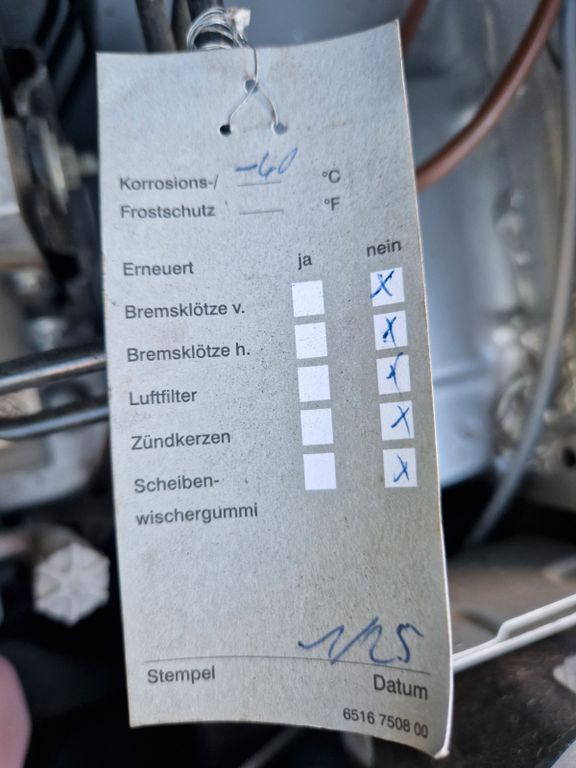 -40
Korrosions-/ °C
Frostschutz °F
Erneuert ja nein
Bremsklötze v. X
Bremsklötze h. X
Luftfilter X
Zündkerzen X
Scheiben- X
wischergummi
1/25
Stempel Datum
6516 7508 00